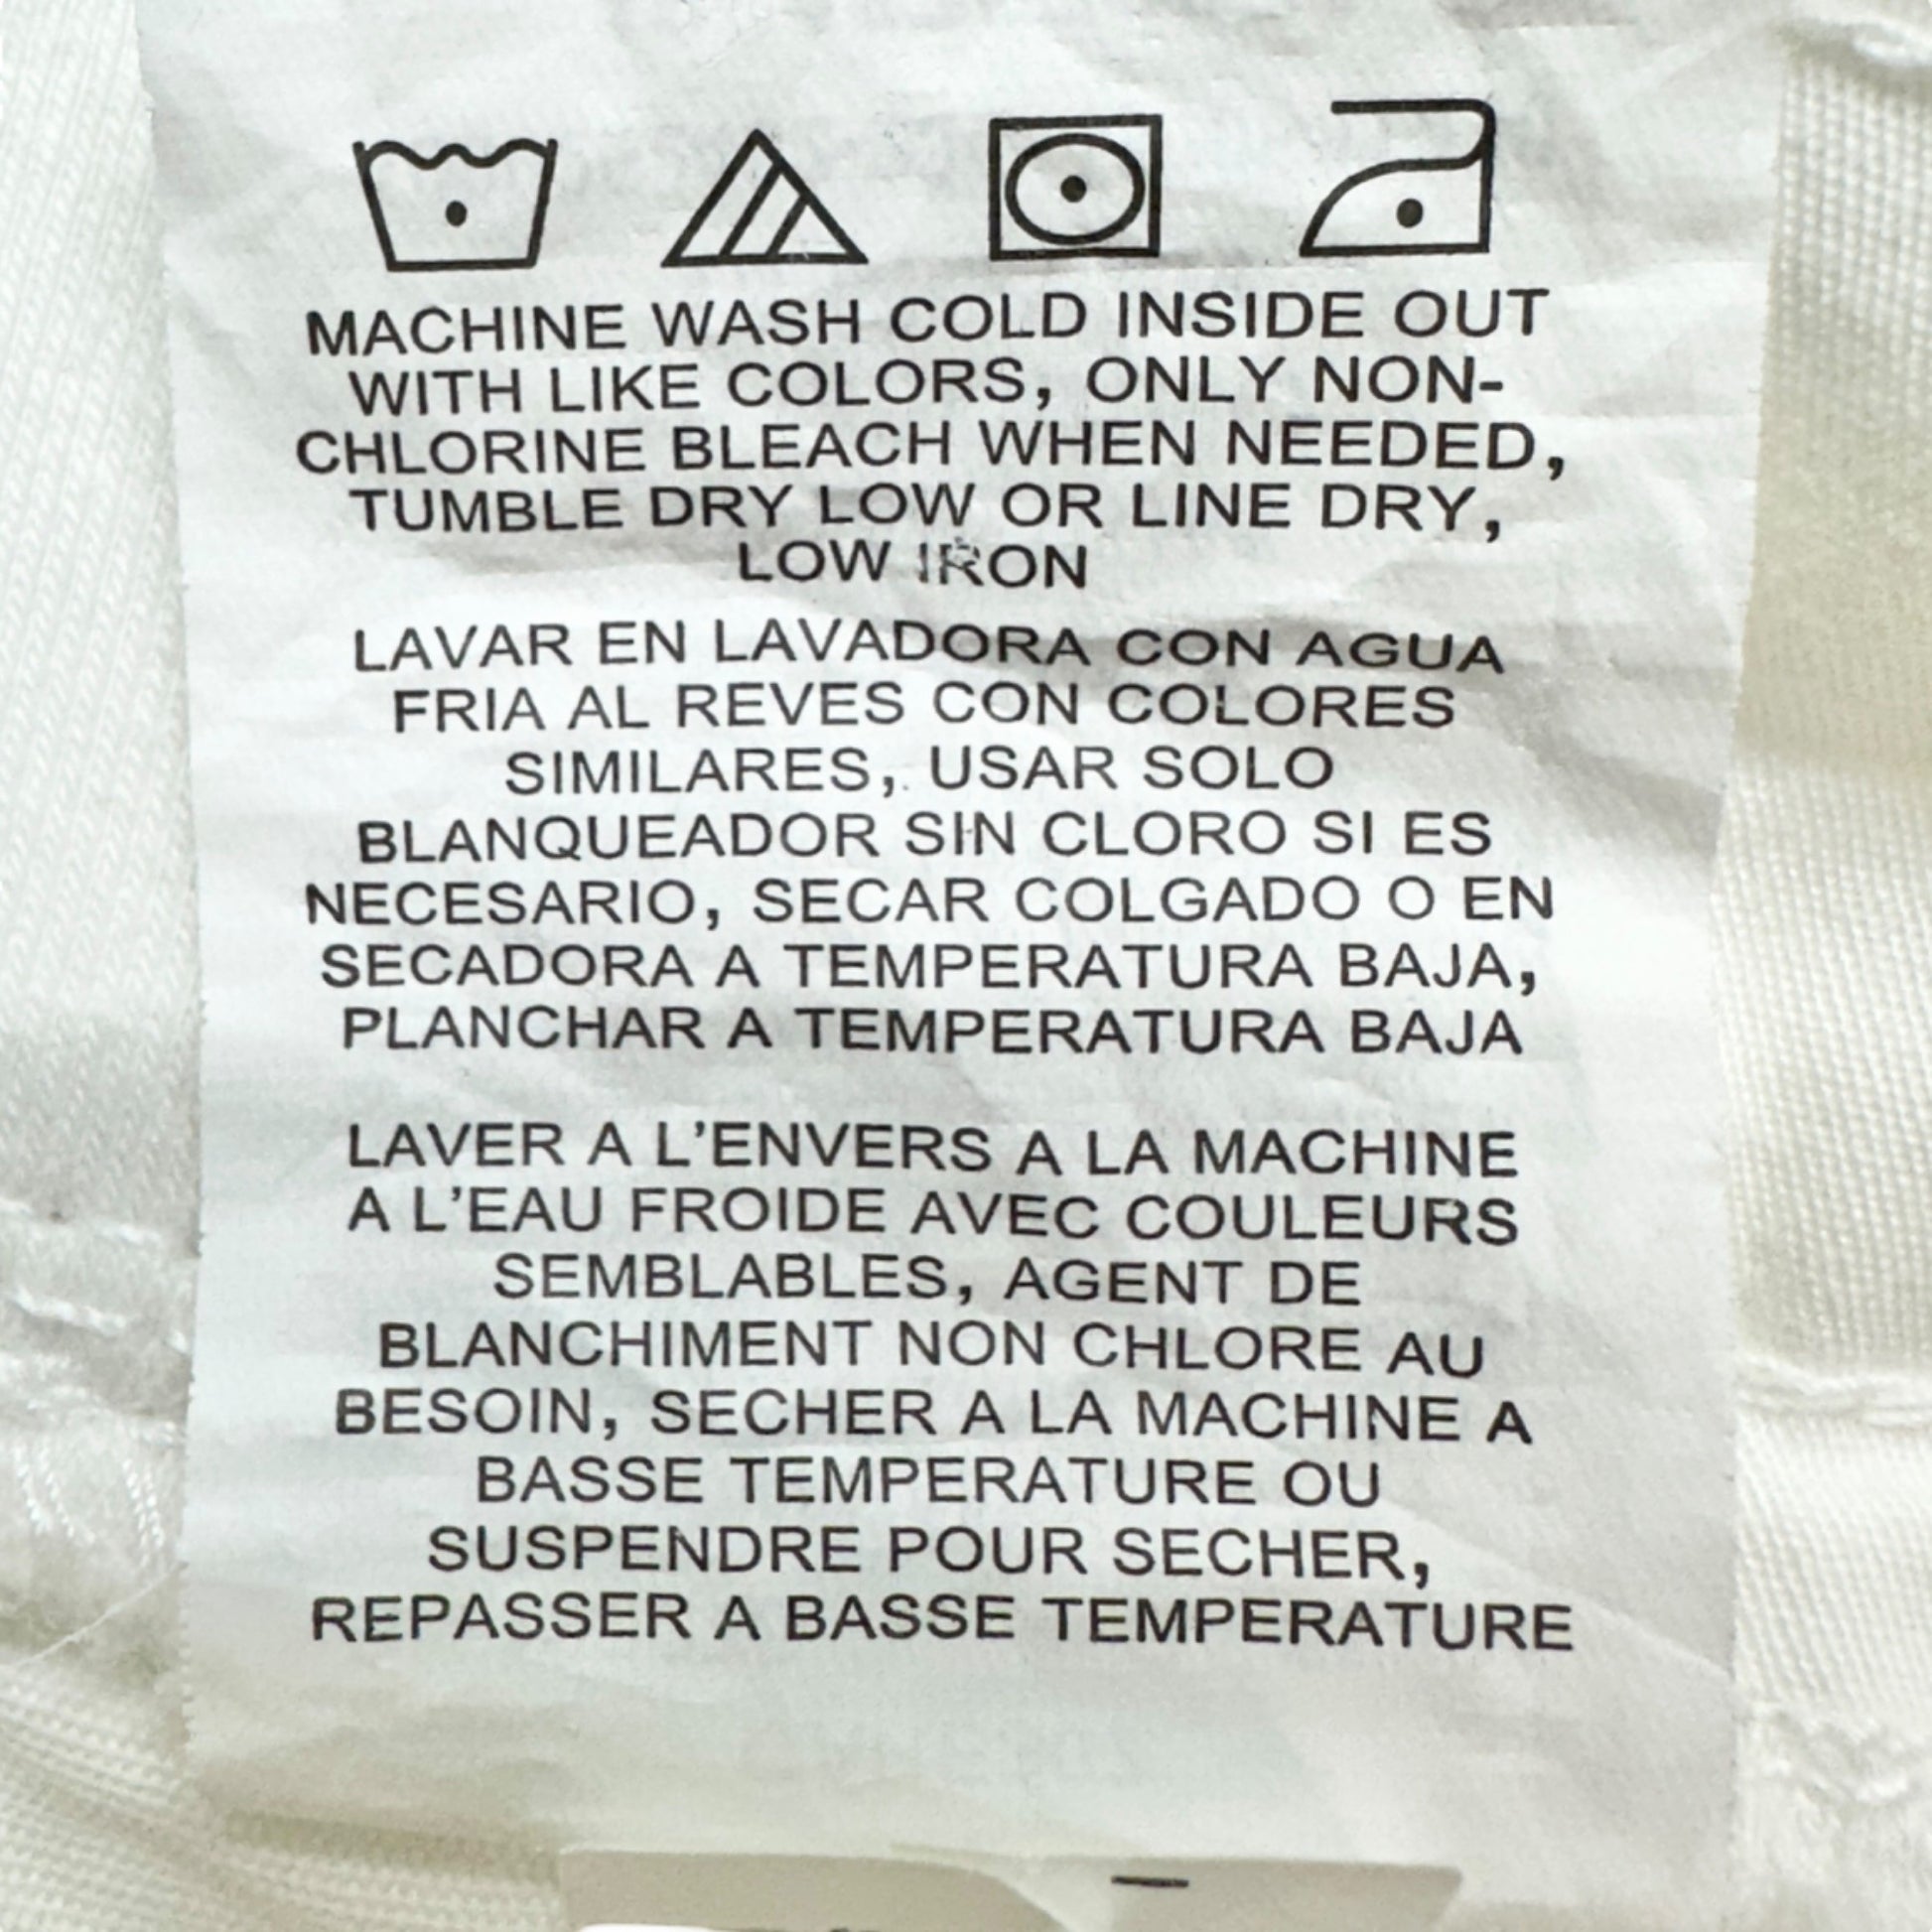 MACHINE WASH COLD INSIDE OUT
WITH LIKE COLORS, ONLY NON-
CHLORINE BLEACH WHEN NEEDED,
TUMBLE DRY LOW OR LINE DRY,
LOW IRON
LAVAR EN LAVADORA CON AGUA
FRIA AL REVES CON COLORES
SIMILARES, USAR SOLO
BLANQUEADOR SIN CLORO SI ES
NECESARIO, SECAR COLGADO O EN
SECADORA A TEMPERATURA BAJA,
PLANCHAR A TEMPERATURA BAJA
LAVER A L'ENVERS A LA MACHINE
A L'EAU FROIDE AVEC COULEURS
SEMBLABLES, AGENT DE
BLANCHIMENT NON CHLORE AU
BESOIN, SECHER A LA MACHINE A
BASSE TEMPERATURE OU
SUSPENDRE POUR SECHER,
REPASSER A BASSE TEMPERATURE